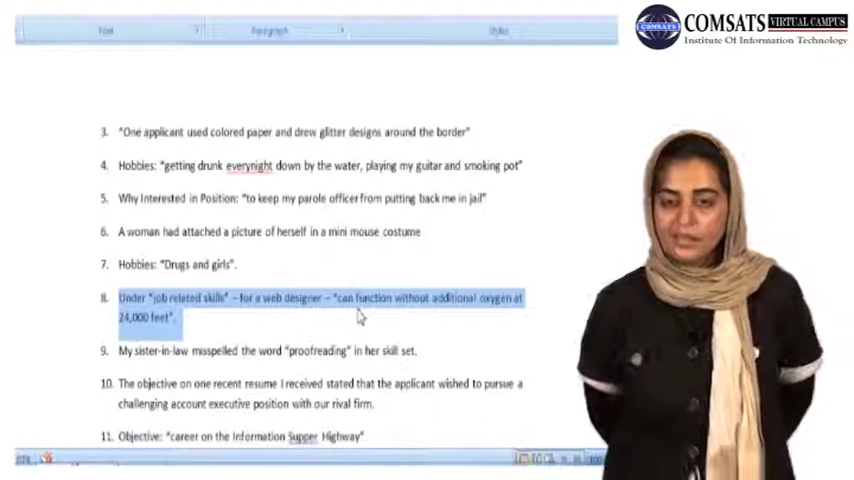 Font
Paragraph
Styles
COMSATS VIRTUAL CAMPUS
Institute Of Information Technology
COMSATS
3. "One applicant used colored paper and drew glitter designs around the border"
4. Hobbies: "getting drunk everynight down by the water, playing my guitar and smoking pot"
5. Why Interested in Position: "to keep my parole officer from putting back me in jail"
6. A woman had attached a picture of herself in a mini mouse costume
7. Hobbies: "Drugs and girls".
8. Under "job related skills" – for a web designer – "can function without additional oxygen at
24,000 feet".
9. My sister-in-law misspelled the word "proofreading" in her skill set.
10. The objective on one recent resume I received stated that the applicant wished to pursue a
challenging account executive position with our rival firm.
11. Objective: "career on the Information Supper Highway"